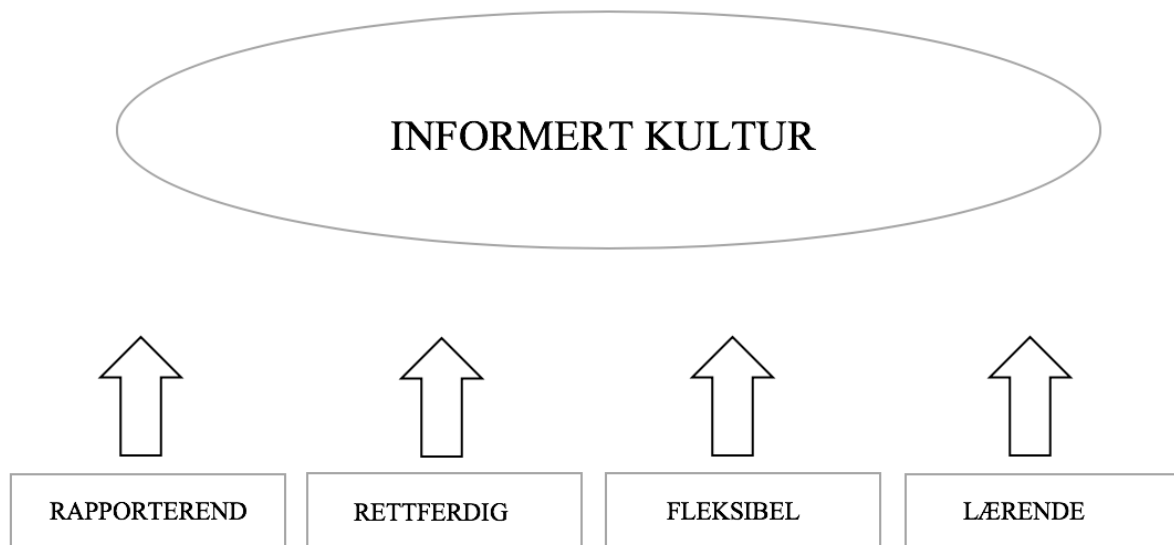 INFORMERT KULTUR
RAPPORTEREND
RETTFERDIG
FLEKSIBEL
LÆRENDE